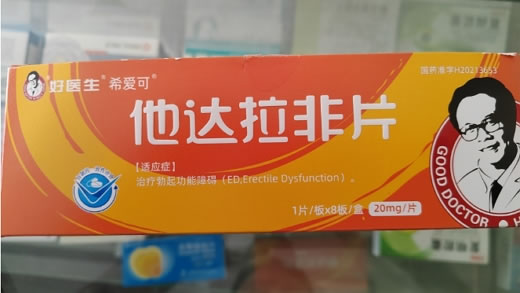 好医生® 希爱可®
国药准字H20213653
他达拉非片
【适应症】
治疗勃起功能障碍（ED,Erectile Dysfunction）。
1片/板x8板/盒 20mg/片
GOOD DOCTOR